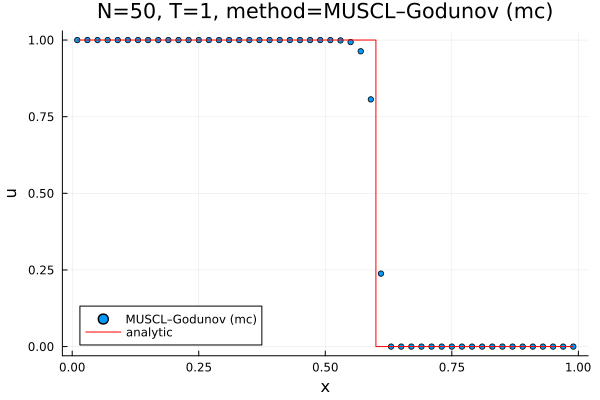 N=50, T=1, method=MUSCL–Godunov (mc)
1.00
0.75
u
0.50
0.25
MUSCL–Godunov (mc)
analytic
0.00
0.00 0.25 0.50 0.75 1.00
x